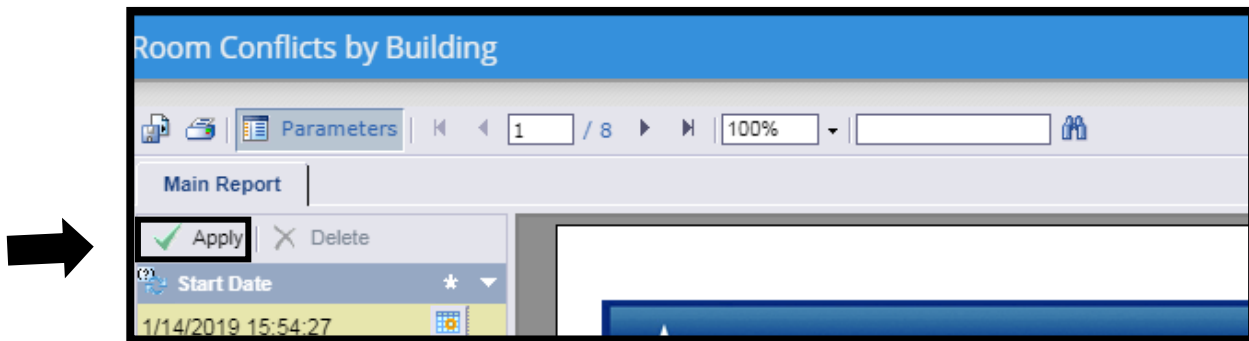 Room Conflicts by Building
Parameters 1 / 8 100%
Main Report
Apply Delete
(?) Start Date *
1/14/2019 15:54:27